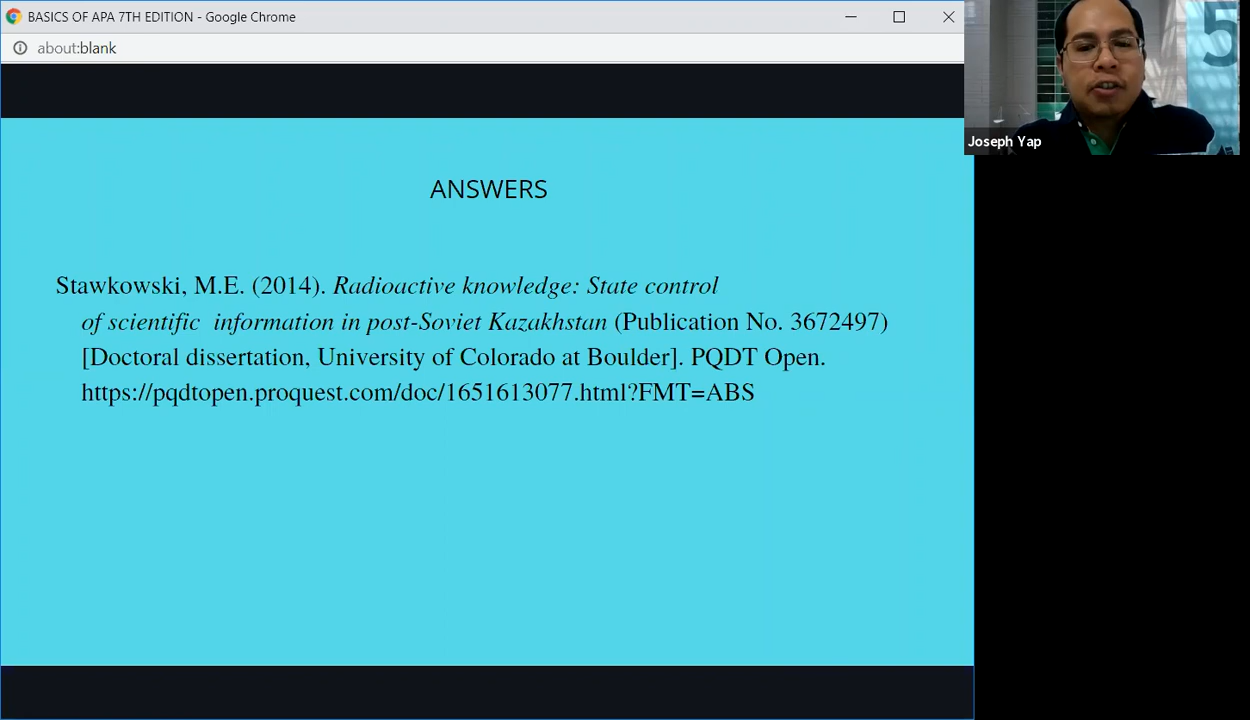 BASICS OF APA 7TH EDITION - Google Chrome
about:blank
5
Joseph Yap
ANSWERS
Stawkowski, M.E. (2014). Radioactive knowledge: State control
of scientific  information in post-Soviet Kazakhstan (Publication No. 3672497)
[Doctoral dissertation, University of Colorado at Boulder]. PQDT Open.
https://pqdtopen.proquest.com/doc/1651613077.html?FMT=ABS